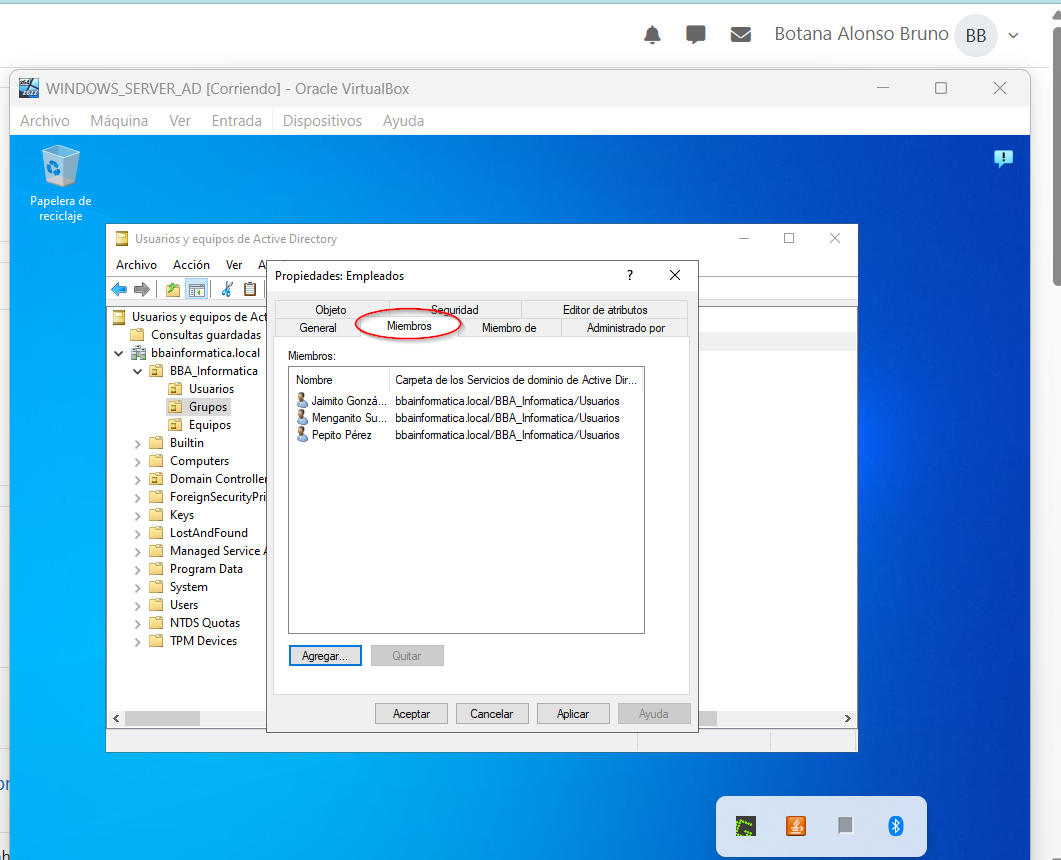 Botana Alonso Bruno BB
WINDOWS_SERVER_AD [Corriendo] - Oracle VirtualBox
Archivo Máquina Ver Entrada Dispositivos Ayuda
Papelera de
reciclaje
Usuarios y equipos de Active Directory
Archivo Acción Ver
Propiedades: Empleados ?
Objeto Seguridad Editor de atributos
General Miembros Miembro de Administrado por
Miembros:
Nombre Carpeta de los Servicios de dominio de Active Dir...
Jaimito Gonzá... bbainformatica.local/BBA_Informatica/Usuarios
Menganito Su... bbainformatica.local/BBA_Informatica/Usuarios
Pepito Pérez bbainformatica.local/BBA_Informatica/Usuarios
Agregar... Quitar
Aceptar Cancelar Aplicar Ayuda
Usuarios y equipos de Act
Consultas guardadas
bbainformatica.local
BBA_Informatica
Usuarios
Grupos
Equipos
Builtin
Computers
Domain Controller
ForeignSecurityPri
Keys
LostAndFound
Managed Service A
Program Data
System
Users
NTDS Quotas
TPM Devices